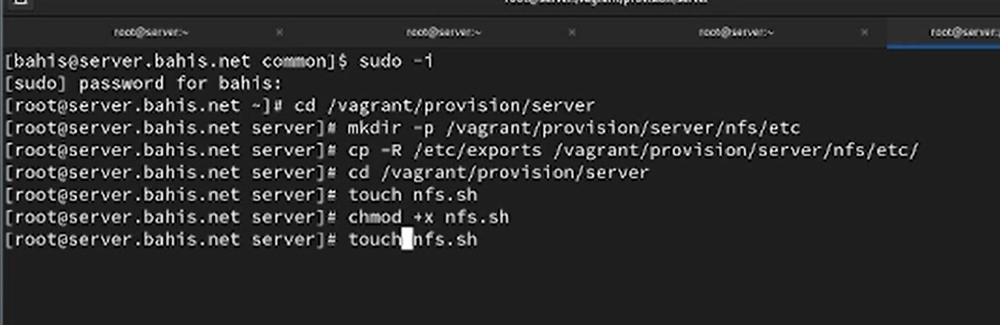 root@server:/vagrant/provision/server
root@server:~ × root@server:~ × root@server:~ × root@server:
[bahis@server.bahis.net common]$ sudo -i
[sudo] password for bahis:
[root@server.bahis.net ~]# cd /vagrant/provision/server
[root@server.bahis.net server]# mkdir -p /vagrant/provision/server/nfs/etc
[root@server.bahis.net server]# cp -R /etc/exports /vagrant/provision/server/nfs/etc/
[root@server.bahis.net server]# cd /vagrant/provision/server
[root@server.bahis.net server]# touch nfs.sh
[root@server.bahis.net server]# chmod +x nfs.sh
[root@server.bahis.net server]# touch nfs.sh